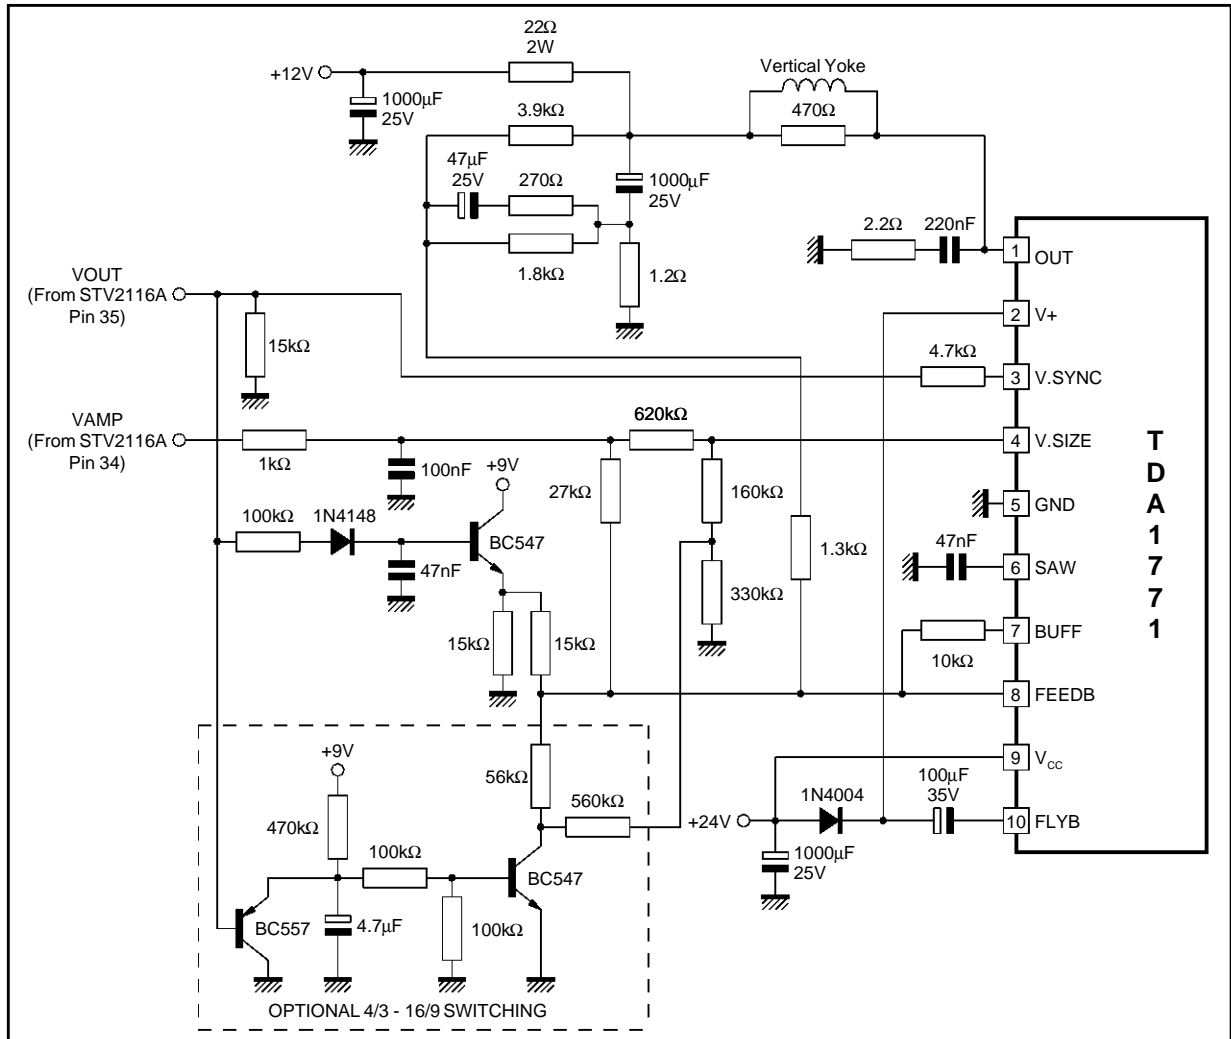 22Ω
2W
+12V
1000μF
25V
3.9kΩ
Vertical Yoke
470Ω
47μF
25V
270Ω
1000μF
25V
1.8kΩ
1.2Ω
2.2Ω
220nF
1
OUT
VOUT
(From STV2116A
Pin 35)
15kΩ
2
V+
4.7kΩ
3
V.SYNC
VAMP
(From STV2116A
Pin 34)
1kΩ
100nF
+9V
620kΩ
27kΩ
160kΩ
4
V.SIZE
TDA1771
5
GND
100kΩ
1N4148
BC547
47nF
1.3kΩ
47nF
6
SAW
330kΩ
15kΩ
15kΩ
7
BUFF
10kΩ
8
FEEDB
+9V
470kΩ
56kΩ
560kΩ
9
VCC
100μF
35V
1N4004
+24V
10
FLYB
1000μF
25V
100kΩ
BC547
BC557
4.7μF
100kΩ
OPTIONAL 4/3 - 16/9 SWITCHING